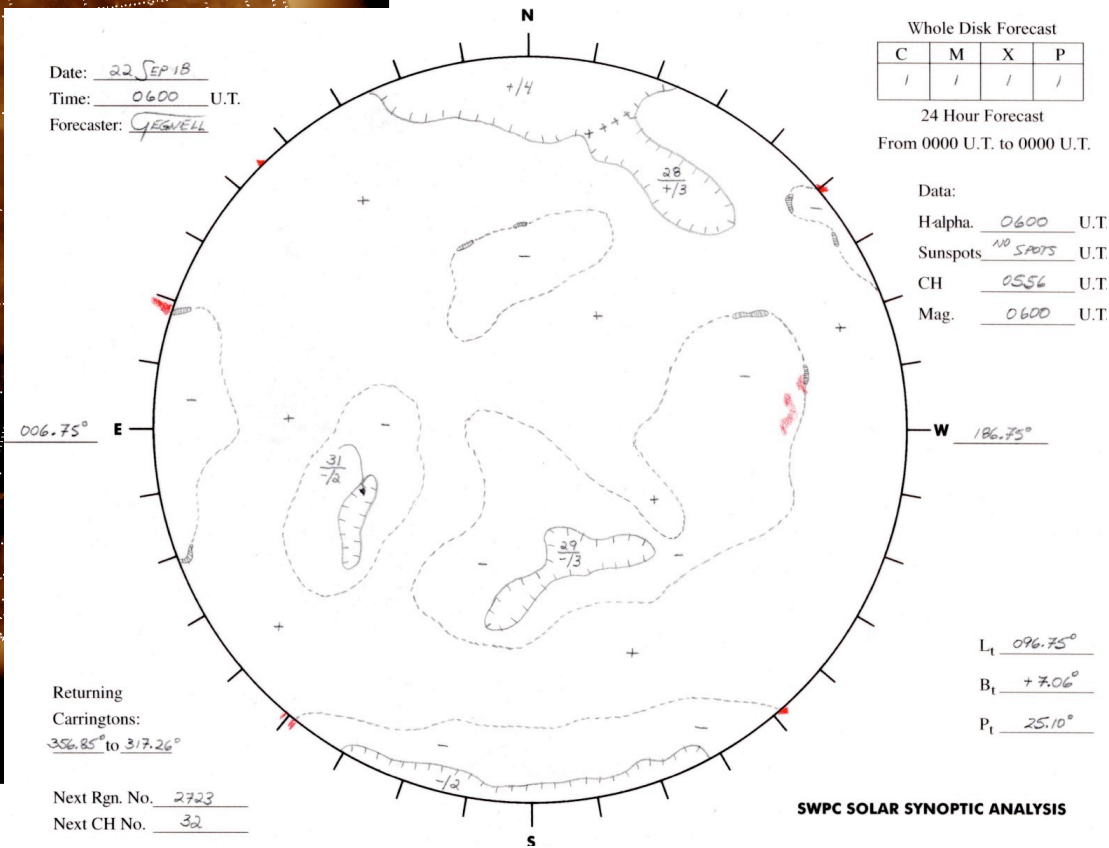 N
Date: 22 SEP 18
Time: 0600 U.T.
Forecaster: GEGNELL
Whole Disk Forecast
C M X P
1 1 1 1
24 Hour Forecast
From 0000 U.T. to 0000 U.T.
Data:
H-alpha. 0600 U.T.
Sunspots NO SPOTS U.T.
CH 0556 U.T.
Mag. 0600 U.T.
+/4
28
+/3
+
-
-
+
+
-
-
+
-
006.75° E
W 186.75°
31
-/2
+
29
-/3
-
-
+
+
Lt 096.75°
Bt +7.06°
Pt 25.10°
Returning
Carringtons:
356.85° to 317.26°
-
-
-/2
Next Rgn. No. 2723
Next CH No. 32
SWPC SOLAR SYNOPTIC ANALYSIS
S